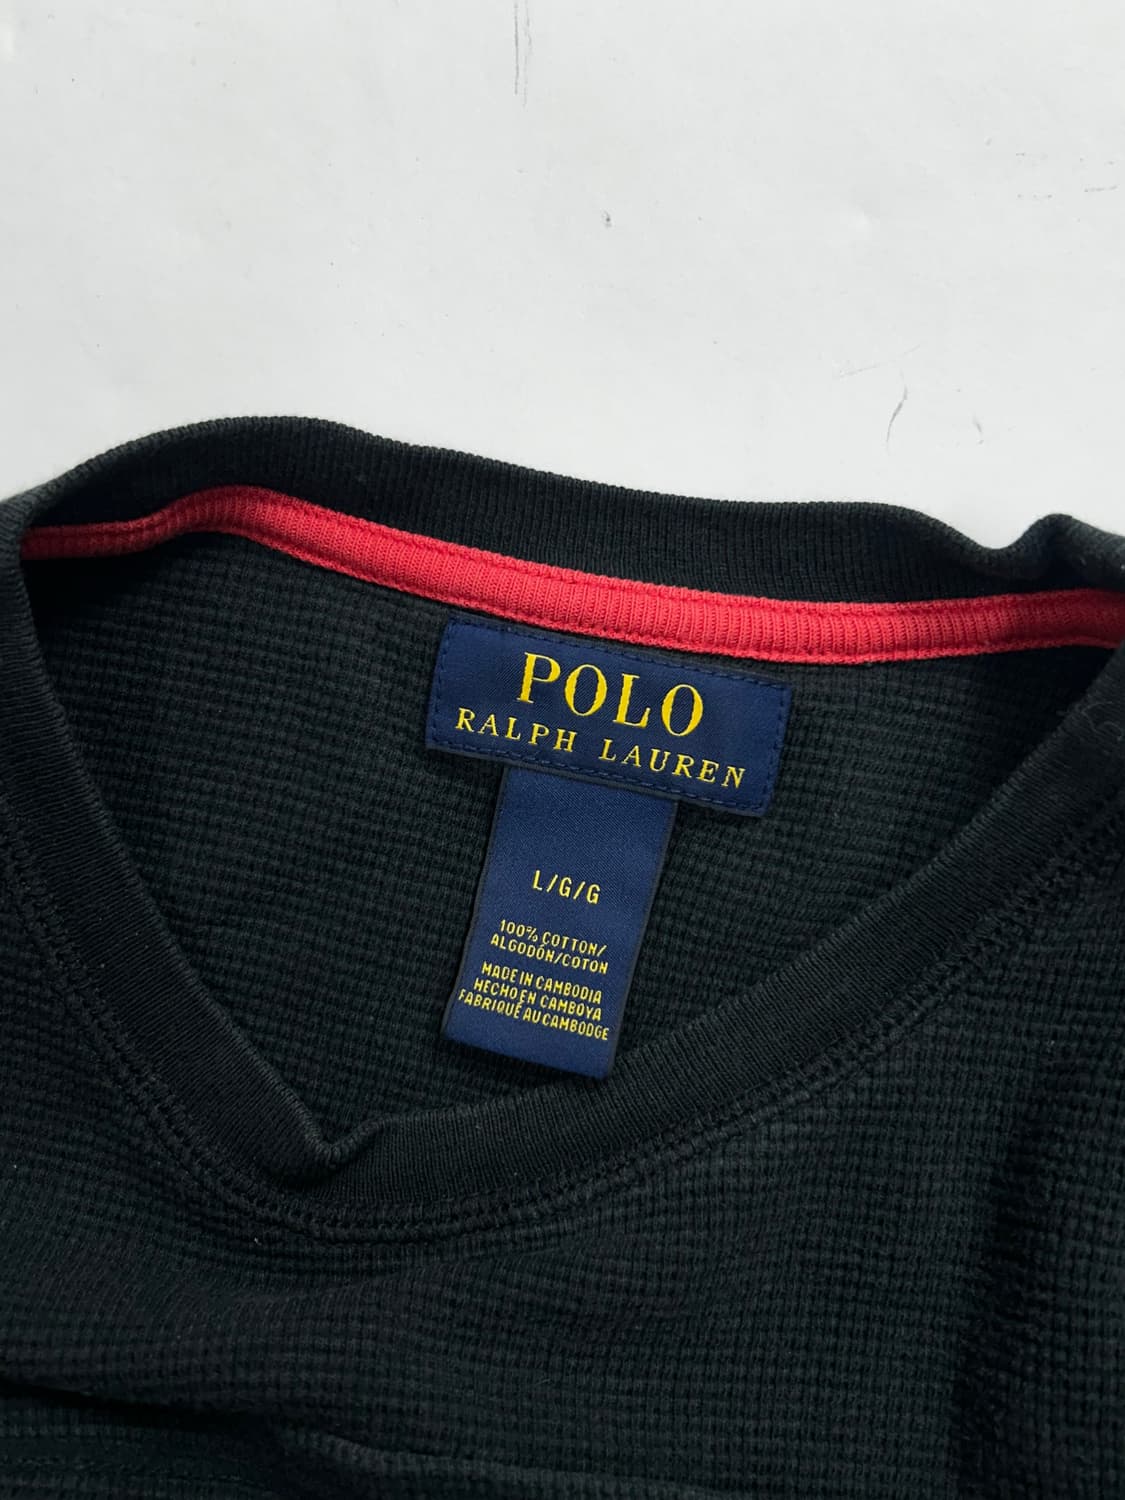 POLO
RALPH LAUREN
L/G/G
100% COTTON/
ALGODÓN/COTON
MADE IN CAMBODIA
HECHO EN CAMBOYA
FABRIQUÉ AU CAMBODGE